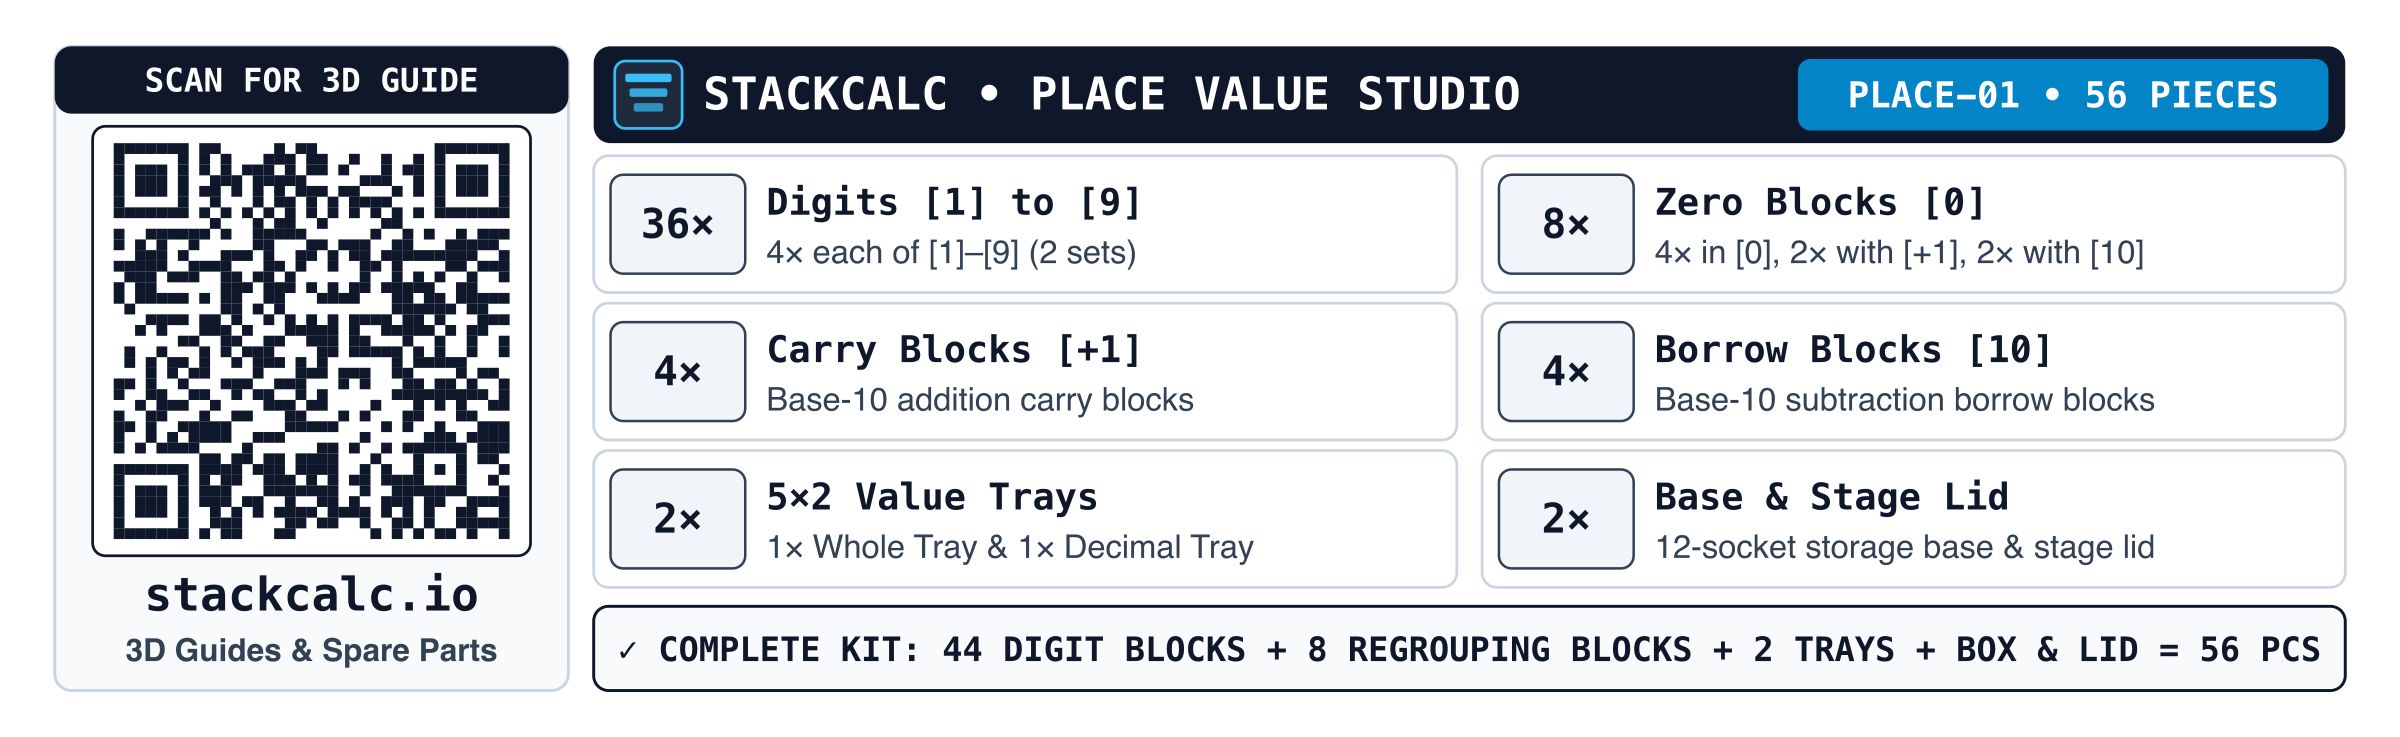 SCAN FOR 3D GUIDE
stackcalc.io
3D Guides & Spare Parts
STACKCALC • PLACE VALUE STUDIO
PLACE–01 • 56 PIECES
36×
Digits [1] to [9]
4× each of [1]–[9] (2 sets)
8×
Zero Blocks [0]
4× in [0], 2× with [+1], 2× with [10]
4×
Carry Blocks [+1]
Base-10 addition carry blocks
4×
Borrow Blocks [10]
Base-10 subtraction borrow blocks
2×
5×2 Value Trays
1× Whole Tray & 1× Decimal Tray
2×
Base & Stage Lid
12-socket storage base & stage lid
✓ COMPLETE KIT: 44 DIGIT BLOCKS + 8 REGROUPING BLOCKS + 2 TRAYS + BOX & LID = 56 PCS